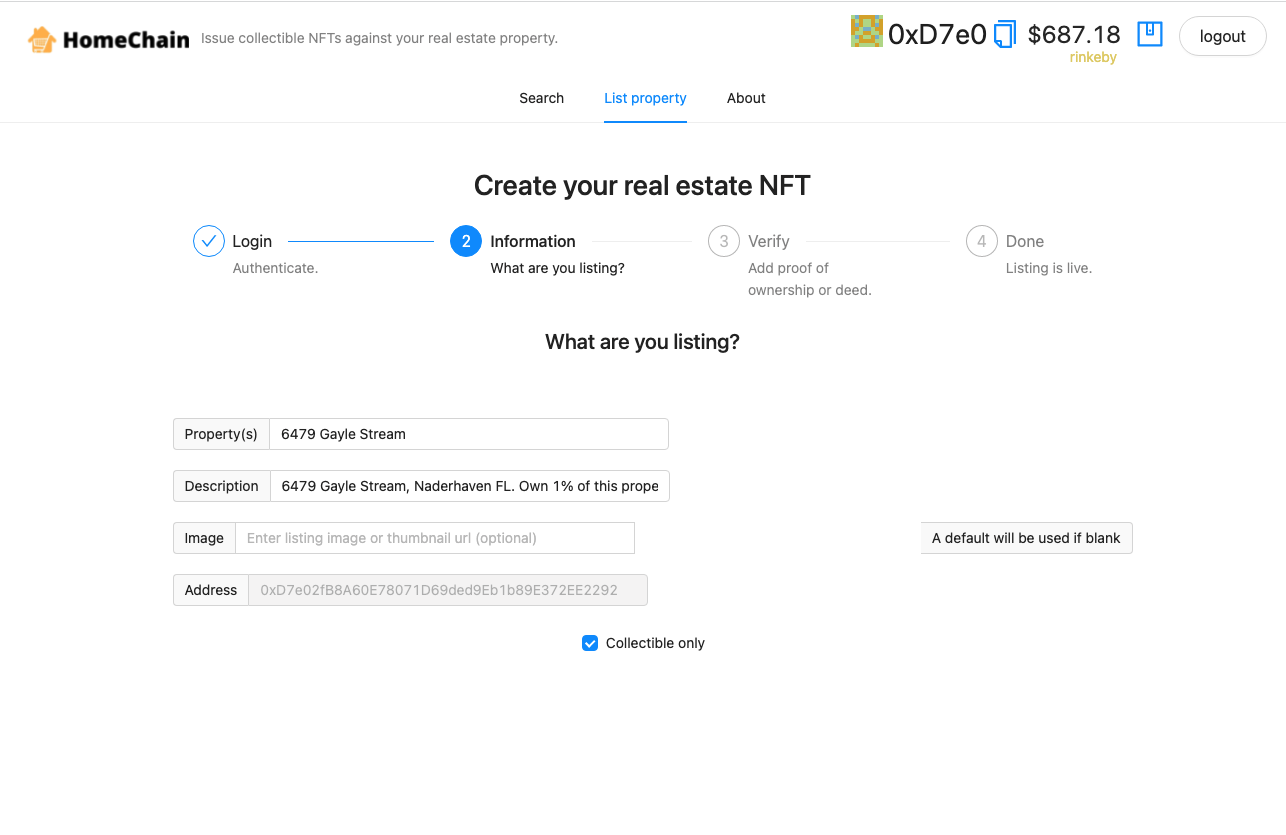 HomeChain Issue collectible NFTs against your real estate property. 0xD7e0 $687.18 logout
rinkeby
Search List property About
Create your real estate NFT
Login 2 Information 3 Verify 4 Done
Authenticate. What are you listing? Add proof of Listing is live.
ownership or deed.
What are you listing?
Property(s) 6479 Gayle Stream
Description 6479 Gayle Stream, Naderhaven FL. Own 1% of this prope
Image Enter listing image or thumbnail url (optional) A default will be used if blank
Address 0xD7e02fB8A60E78071D69ded9Eb1b89E372EE2292
Collectible only